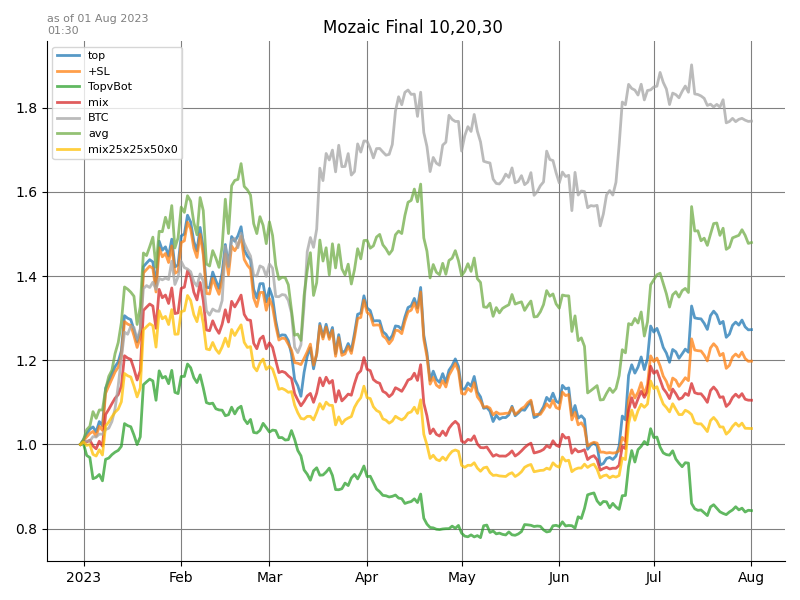 as of 01 Aug 2023
01:30
Mozaic Final 10,20,30
top
+SL
TopvBot
mix
BTC
avg
mix25x25x50x0
1.8
1.6
1.4
1.2
1.0
0.8
2023 Feb Mar Apr May Jun Jul Aug